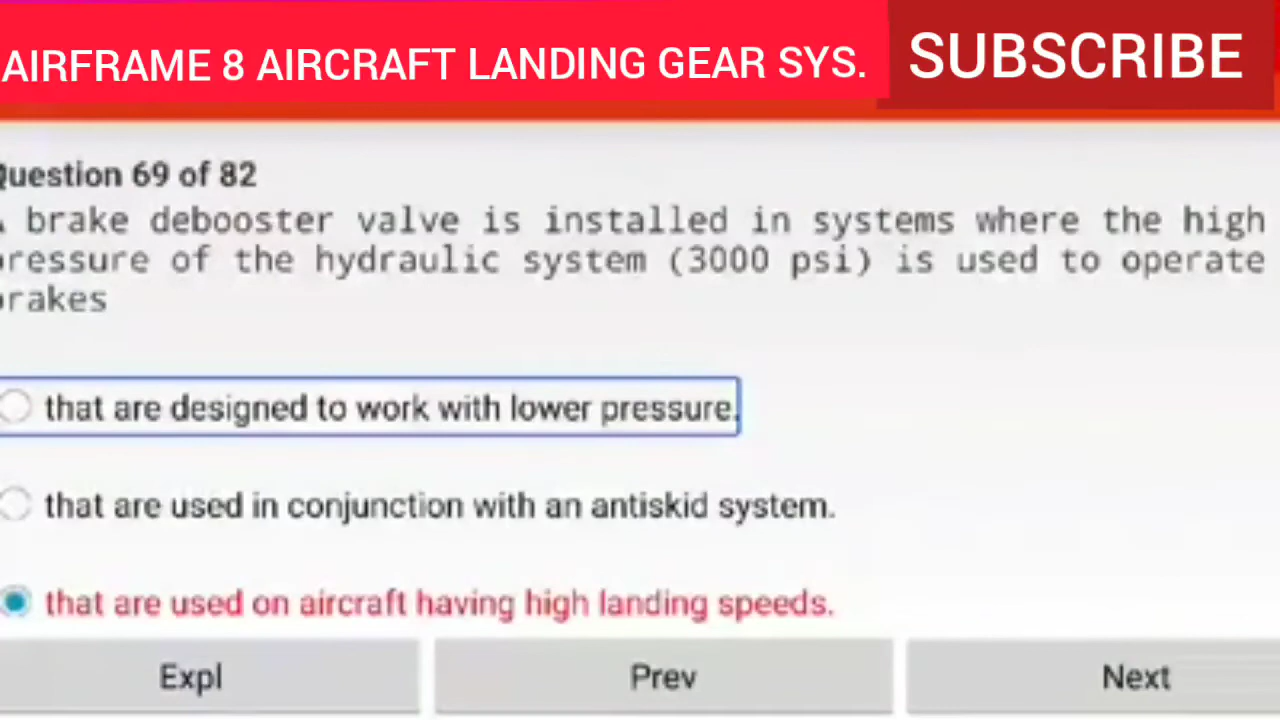 AIRFRAME 8 AIRCRAFT LANDING GEAR SYS.
SUBSCRIBE
Question 69 of 82
brake debooster valve is installed in systems where the high
pressure of the hydraulic system (3000 psi) is used to operate
brakes
that are designed to work with lower pressure.
that are used in conjunction with an antiskid system.
that are used on aircraft having high landing speeds.
Expl
Prev
Next